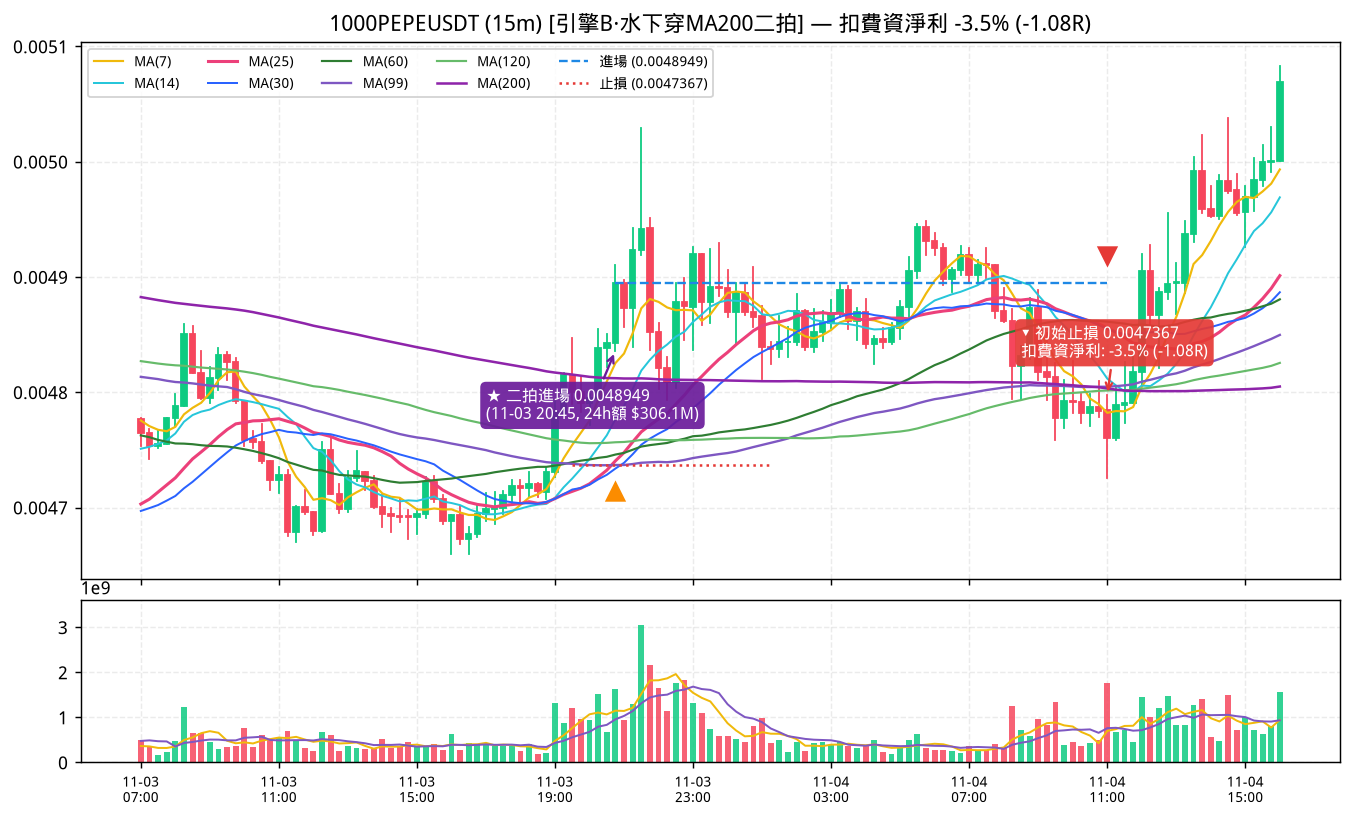 1000PEPEUSDT (15m) [引擎B·水下穿MA200二拍] — 扣費資淨利 -3.5% (-1.08R)
MA(7)
MA(14)
MA(25)
MA(30)
MA(60)
MA(99)
MA(120)
MA(200)
進場 (0.0048949)
止損 (0.0047367)
0.0051
0.0050
0.0049
0.0048
0.0047
▼ 初始止損 0.0047367
扣費資淨利: -3.5% (-1.08R)
★ 二拍進場 0.0048949
(11-03 20:45, 24h額 $306.1M)
1e9
3
2
1
0
11-03
07:00
11-03
11:00
11-03
15:00
11-03
19:00
11-03
23:00
11-04
03:00
11-04
07:00
11-04
11:00
11-04
15:00